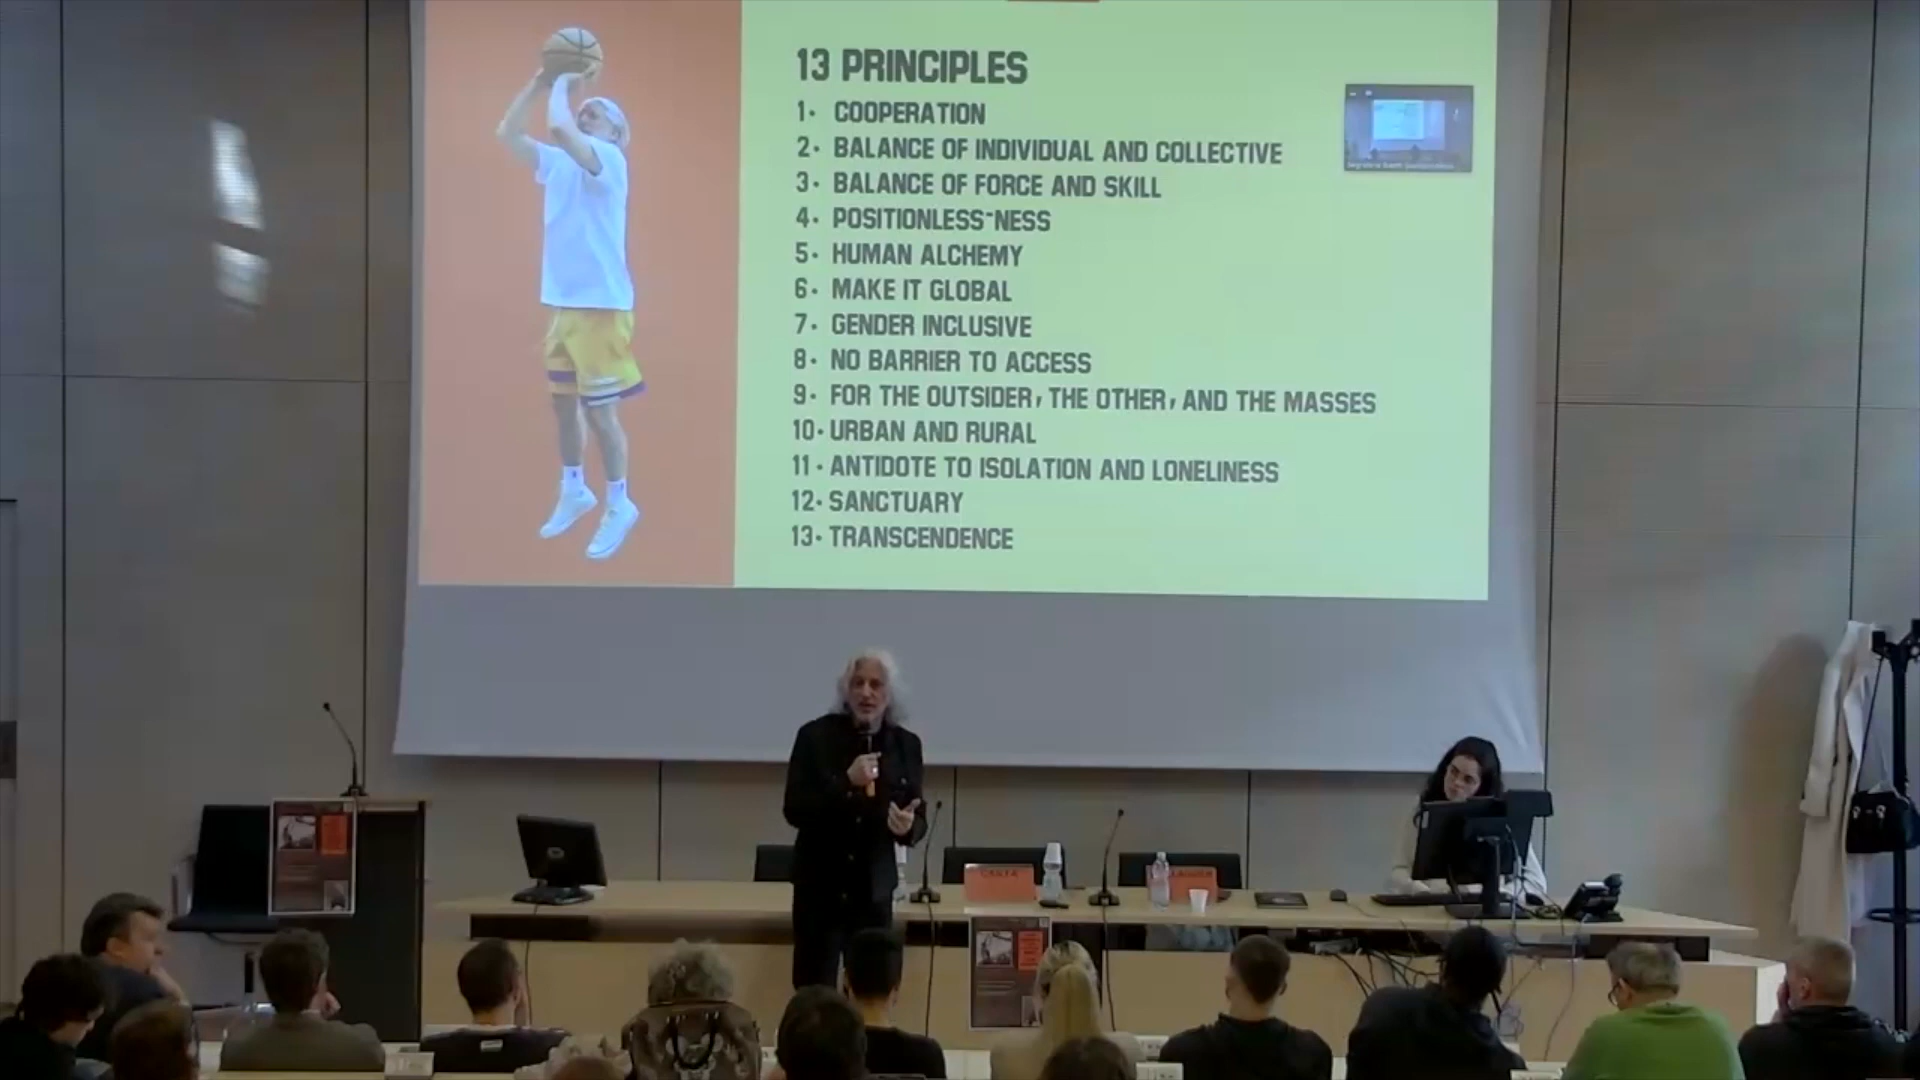 13 PRINCIPLES
1. COOPERATION
2. BALANCE OF INDIVIDUAL AND COLLECTIVE
3. BALANCE OF FORCE AND SKILL
4. POSITIONLESS-NESS
5. HUMAN ALCHEMY
6. MAKE IT GLOBAL
7. GENDER INCLUSIVE
8. NO BARRIER TO ACCESS
9. FOR THE OUTSIDER, THE OTHER, AND THE MASSES
10. URBAN AND RURAL
11. ANTIDOTE TO ISOLATION AND LONELINESS
12. SANCTUARY
13. TRANSCENDENCE